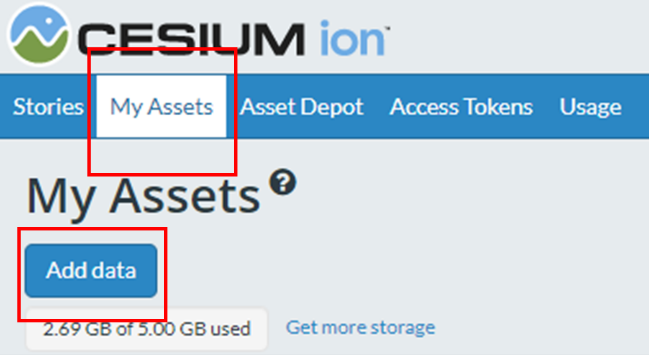 CESIUM ion™
Stories My Assets Asset Depot Access Tokens Usage
My Assets ?
Add data
2.69 GB of 5.00 GB used Get more storage